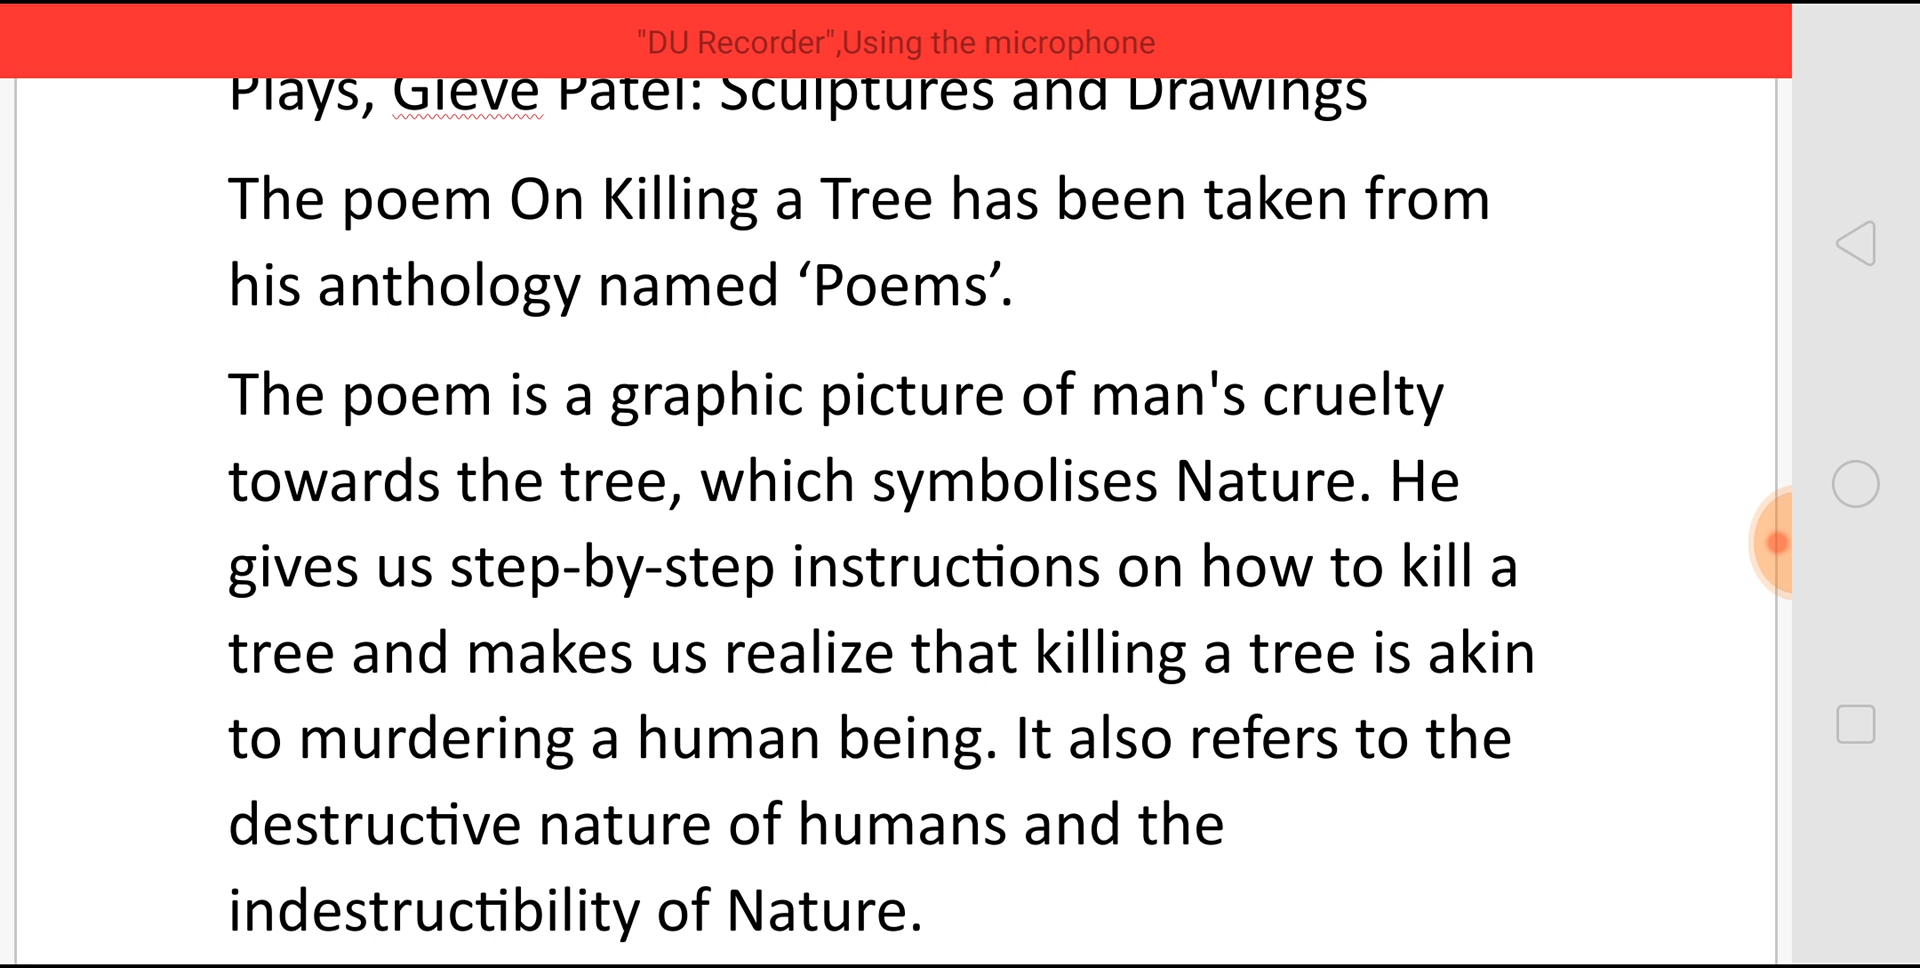 "DU Recorder",Using the microphone
Plays, Gieve Patel: Sculptures and Drawings
The poem On Killing a Tree has been taken from
his anthology named ‘Poems’.
The poem is a graphic picture of man's cruelty
towards the tree, which symbolises Nature. He
gives us step-by-step instructions on how to kill a
tree and makes us realize that killing a tree is akin
to murdering a human being. It also refers to the
destructive nature of humans and the
indestructibility of Nature.